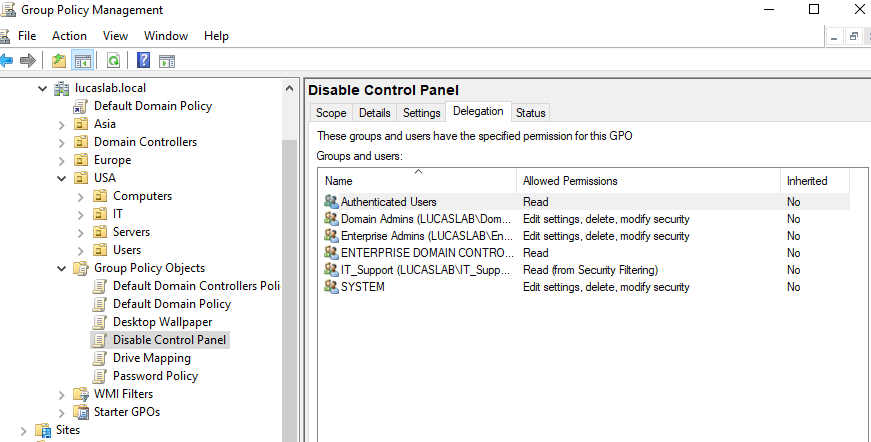 Group Policy Management
File Action View Window Help
lucaslab.local
Default Domain Policy
Asia
Domain Controllers
Europe
USA
Computers
IT
Servers
Users
Group Policy Objects
Default Domain Controllers Poli
Default Domain Policy
Desktop Wallpaper
Disable Control Panel
Drive Mapping
Password Policy
WMI Filters
Starter GPOs
Sites
Disable Control Panel
Scope Details Settings Delegation Status
These groups and users have the specified permission for this GPO
Groups and users:
Name Allowed Permissions Inherited
Authenticated Users Read No
Domain Admins (LUCASLAB\Dom... Edit settings, delete, modify security No
Enterprise Admins (LUCASLAB\En... Edit settings, delete, modify security No
ENTERPRISE DOMAIN CONTRO... Read No
IT_Support (LUCASLAB\IT_Supp... Read (from Security Filtering) No
SYSTEM Edit settings, delete, modify security No